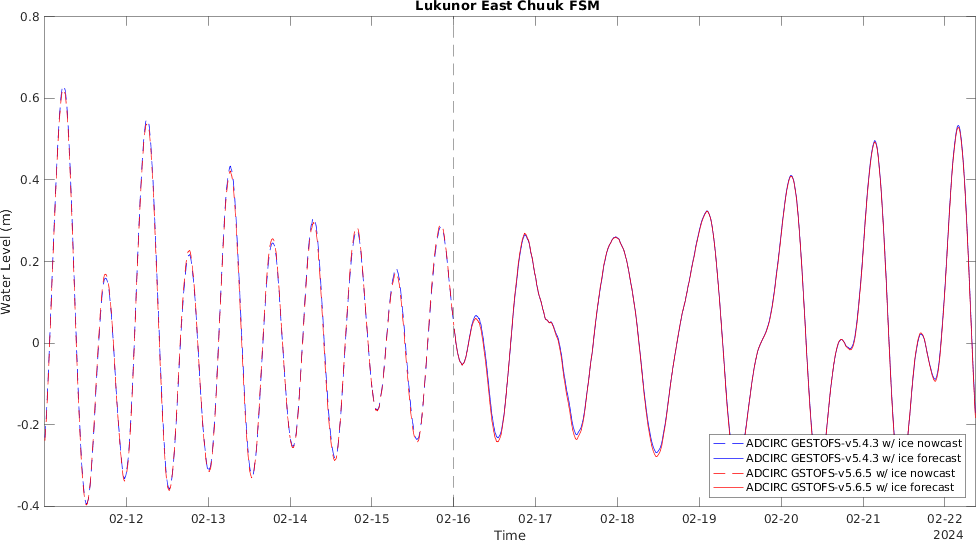 Lukunor East Chuuk FSM
Water Level (m)
0.8
0.6
0.4
0.2
0
-0.2
-0.4
ADCIRC GESTOFS-v5.4.3 w/ ice nowcast
ADCIRC GESTOFS-v5.4.3 w/ ice forecast
ADCIRC GSTOFS-v5.6.5 w/ ice nowcast
ADCIRC GSTOFS-v5.6.5 w/ ice forecast
02-12 02-13 02-14 02-15 02-16 02-17 02-18 02-19 02-20 02-21 02-22
2024
Time